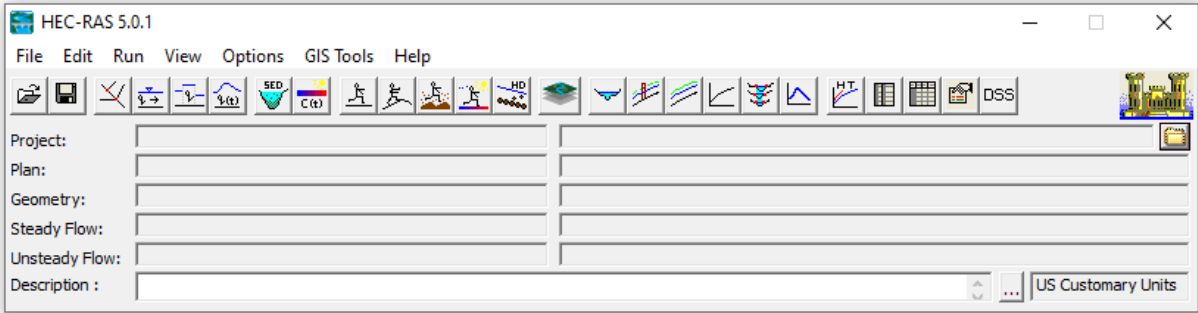 HEC-RAS 5.0.1
File Edit Run View Options GIS Tools Help
SED C(t) HD HT DSS
Project:
Plan:
Geometry:
Steady Flow:
Unsteady Flow:
Description : ... US Customary Units